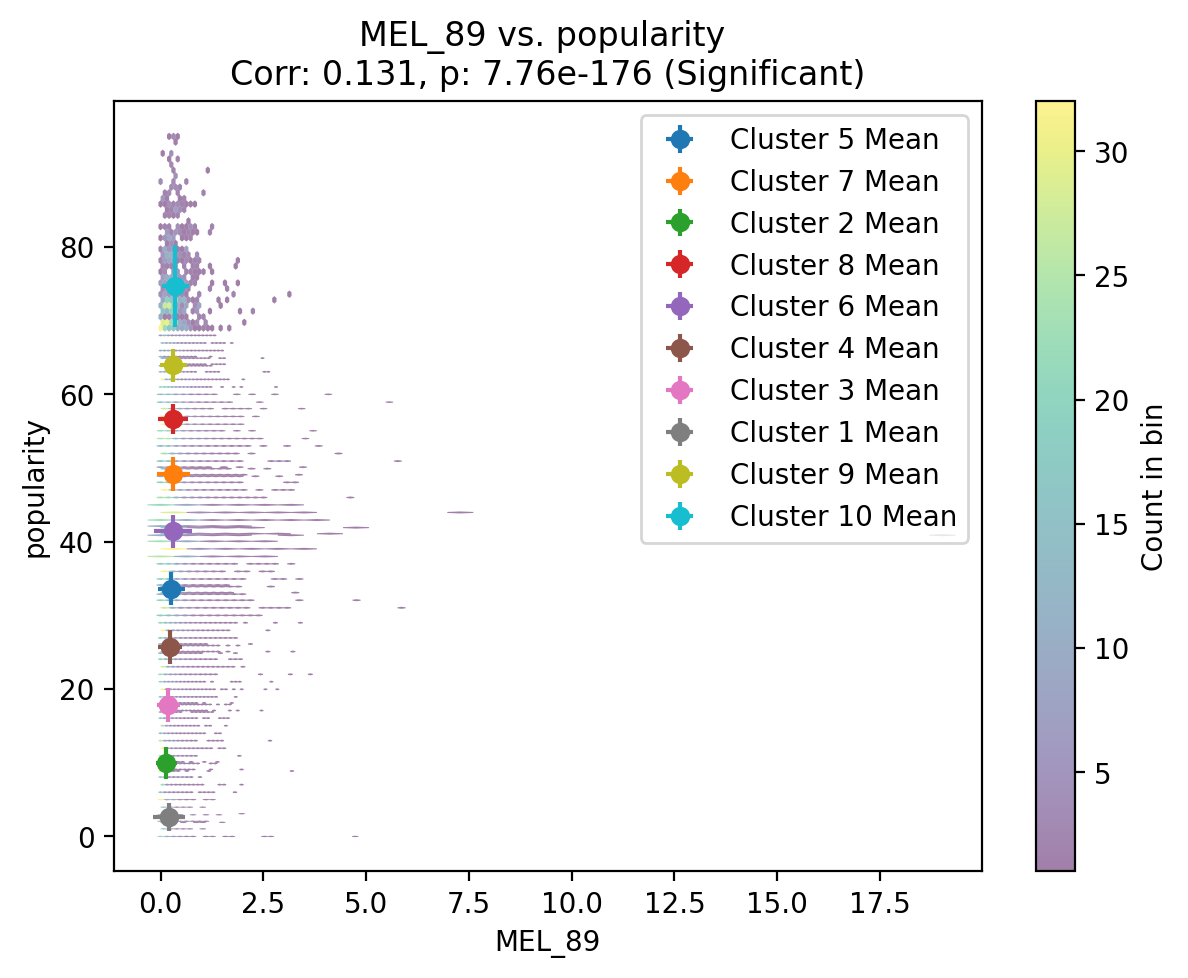 MEL_89 vs. popularity
Corr: 0.131, p: 7.76e-176 (Significant)
Cluster 5 Mean
Cluster 7 Mean
Cluster 2 Mean
Cluster 8 Mean
Cluster 6 Mean
Cluster 4 Mean
Cluster 3 Mean
Cluster 1 Mean
Cluster 9 Mean
Cluster 10 Mean
popularity
80
60
40
20
0
0.0
2.5
5.0
7.5
10.0
12.5
15.0
17.5
MEL_89
30
25
20
15
10
5
Count in bin